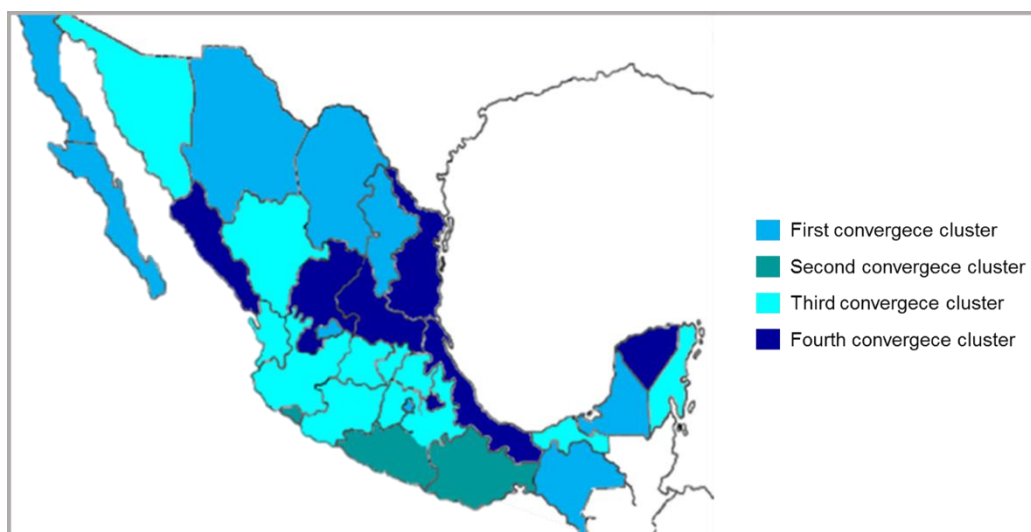 First convergece cluster
Second convergece cluster
Third convergece cluster
Fourth convergece cluster